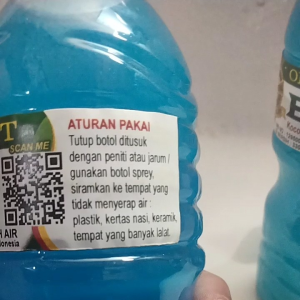 T
SCAN ME
ATURAN PAKAI
Tutup botol ditusuk
dengan peniti atau jarum /
gunakan botol sprey,
siramkan ke tempat yang
tidak menyerap air :
plastik, kertas nasi, keramik,
tempat yang banyak lalat.
H AIR
onesia
O
E